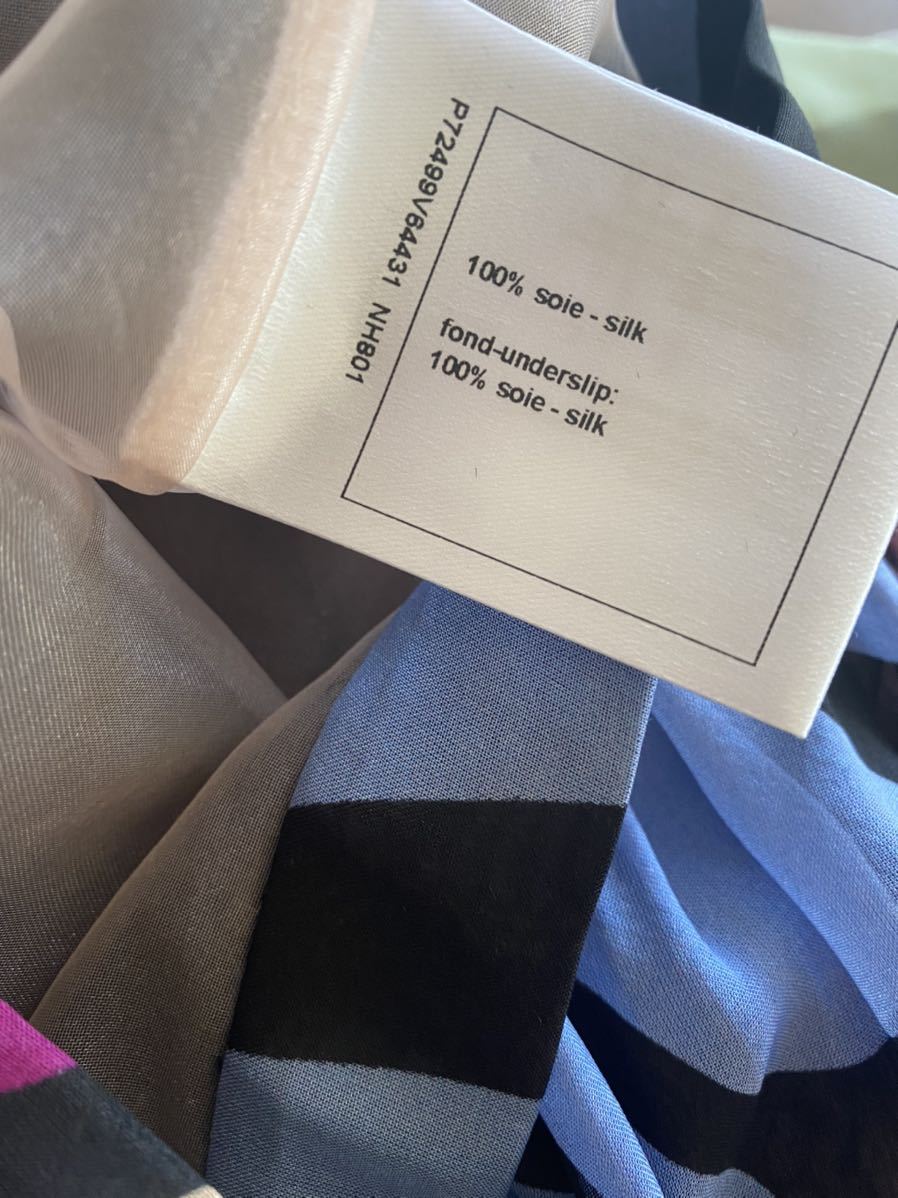 P72499V64431 NH801
100% soie - silk
fond-underslip:
100% soie - silk